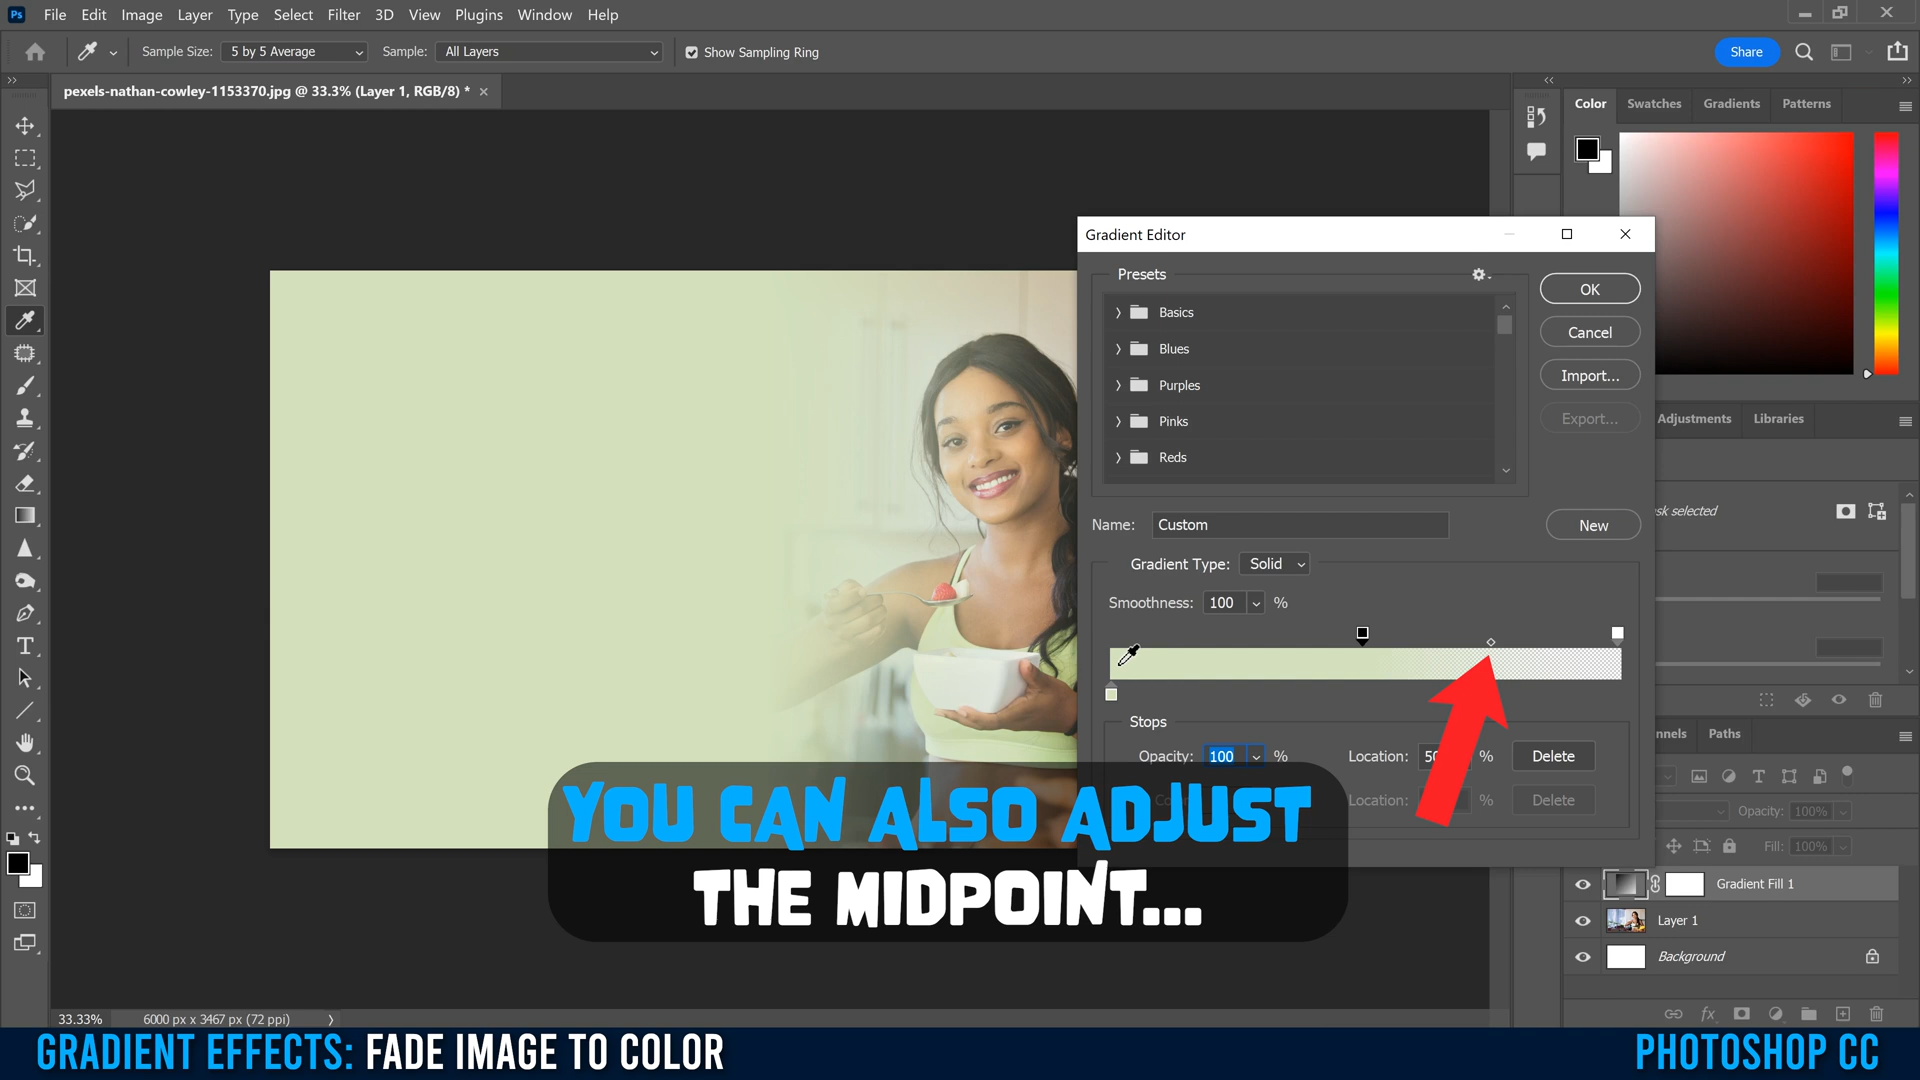 Ps File Edit Image Layer Type Select Filter 3D View Plugins Window Help
Sample Size: 5 by 5 Average Sample: All Layers Show Sampling Ring Share
pexels-nathan-cowley-1153370.jpg @ 33.3% (Layer 1, RGB/8) * ×
Color Swatches Gradients Patterns
Gradient Editor
Presets
OK
Basics
Cancel
Blues
Import...
Purples
Export...
Pinks
Adjustments Libraries
Reds
Name: Custom New
sk selected
Gradient Type: Solid
Smoothness: 100 %
Stops
nnels Paths
Opacity: 100 % Location: 50 % Delete
Location: % Delete
Opacity: 100%
Fill: 100%
YOU CAN ALSO ADJUST
THE MIDPOINT...
Gradient Fill 1
Layer 1
Background
fx
33.33% 6000 px x 3467 px (72 ppi)
GRADIENT EFFECTS: FADE IMAGE TO COLOR
PHOTOSHOP CC